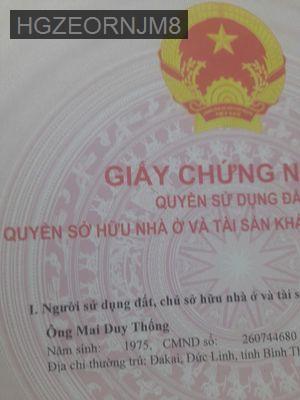 HGZEORNJM8
GIẤY CHỨNG N
QUYỀN SỬ DỤNG ĐẤ
QUYỀN SỞ HỮU NHÀ Ở VÀ TÀI SẢN KHÁ
I. Người sử dụng đất, chủ sở hữu nhà ở và tài s
Ông Mai Duy Thống
Năm sinh: 1975, CMND số: 260744680
Địa chỉ thường trú: Đakai, Đức Linh, tỉnh Bình Th